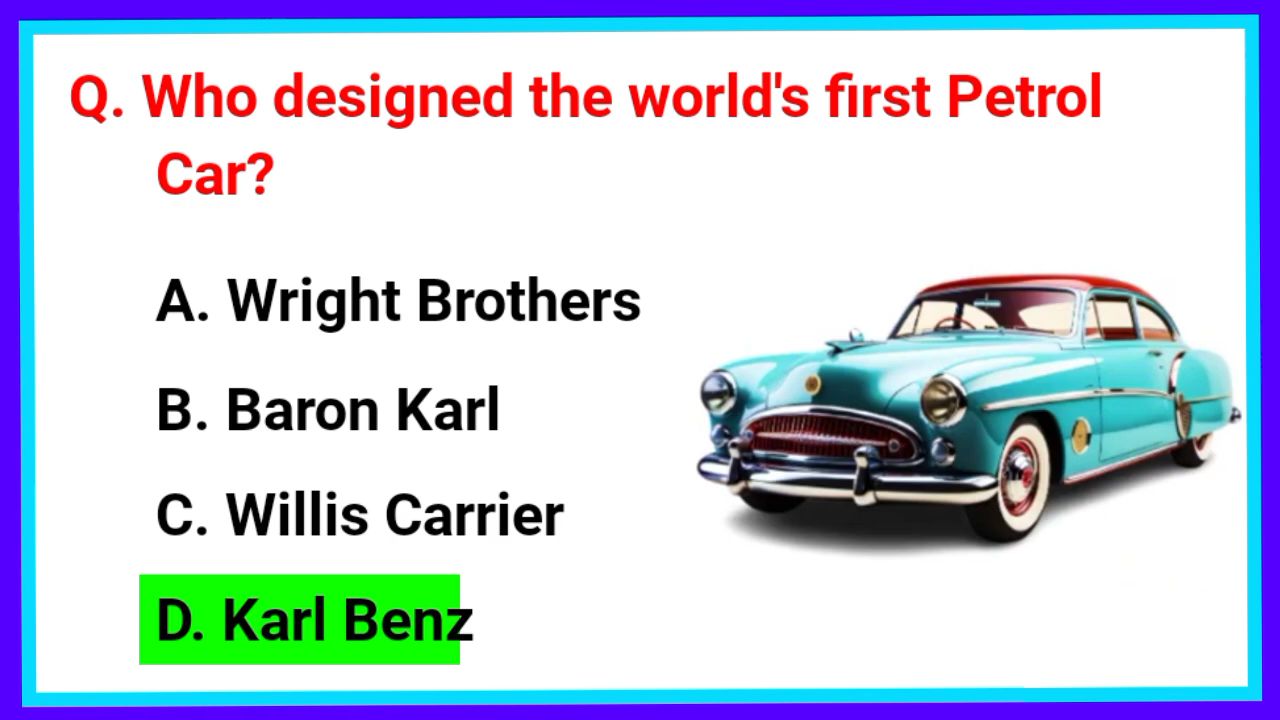 Q. Who designed the world's first Petrol
Car?
A. Wright Brothers
B. Baron Karl
C. Willis Carrier
D. Karl Benz